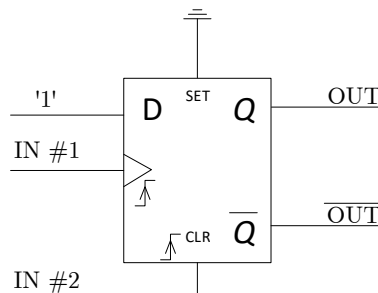 SET
'1'
D
Q
OUT
IN #1
CLR
Q̅
O̅U̅T̅
IN #2